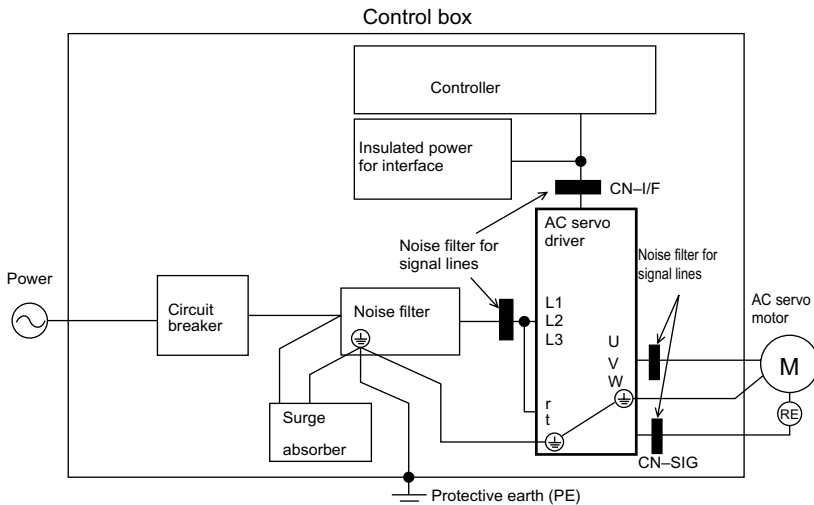 Control box
Controller
Insulated power
for interface
CN–I/F
AC servo
driver
Noise filter for
signal lines
Noise filter for
signal lines
Power
Circuit
breaker
Noise filter
L1
L2
L3
U
V
W
r
t
AC servo
motor
M
RE
Surge
absorber
CN–SIG
Protective earth (PE)